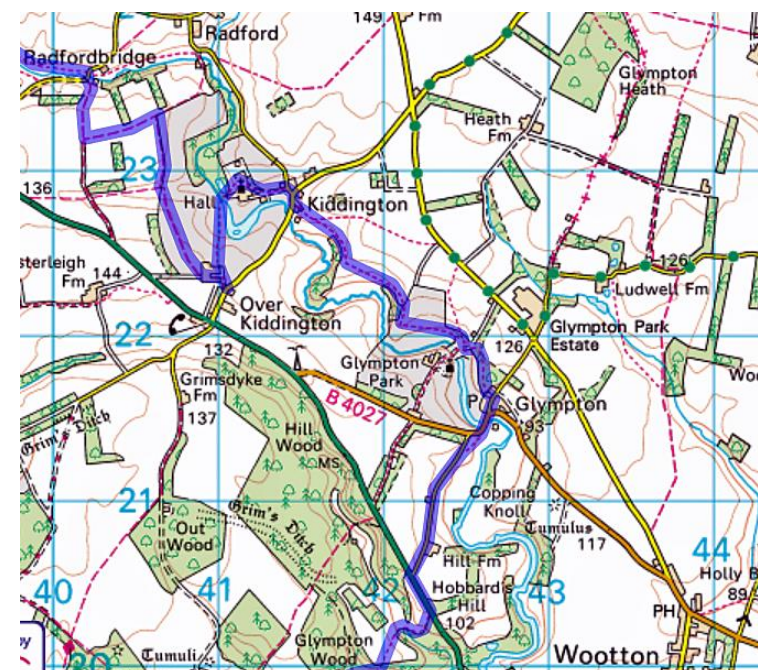 149
Fm
Radford
Radfordbridge
Glympton
Heath
Heath
Fm
23
136
Hall
Kiddington
sterleigh
Fm
144
126
Ludwell Fm
Over
Kiddington
22
132
126
Glympton Park
Estate
Glympton
Park
Grimsdyke
Fm
137
B 4027
P
Glympton
93
Woo
Grim's Ditch
Hill
Wood
MS
21
Copping
Knoll
Grim's Ditch
Tumulus
Out
Wood
117
Hill Fm
44
40
41
42
43
Hobbard's
Hill
102
Holly B
89
PH
by
Glympton
Wood
Tumuli
Wootton
30